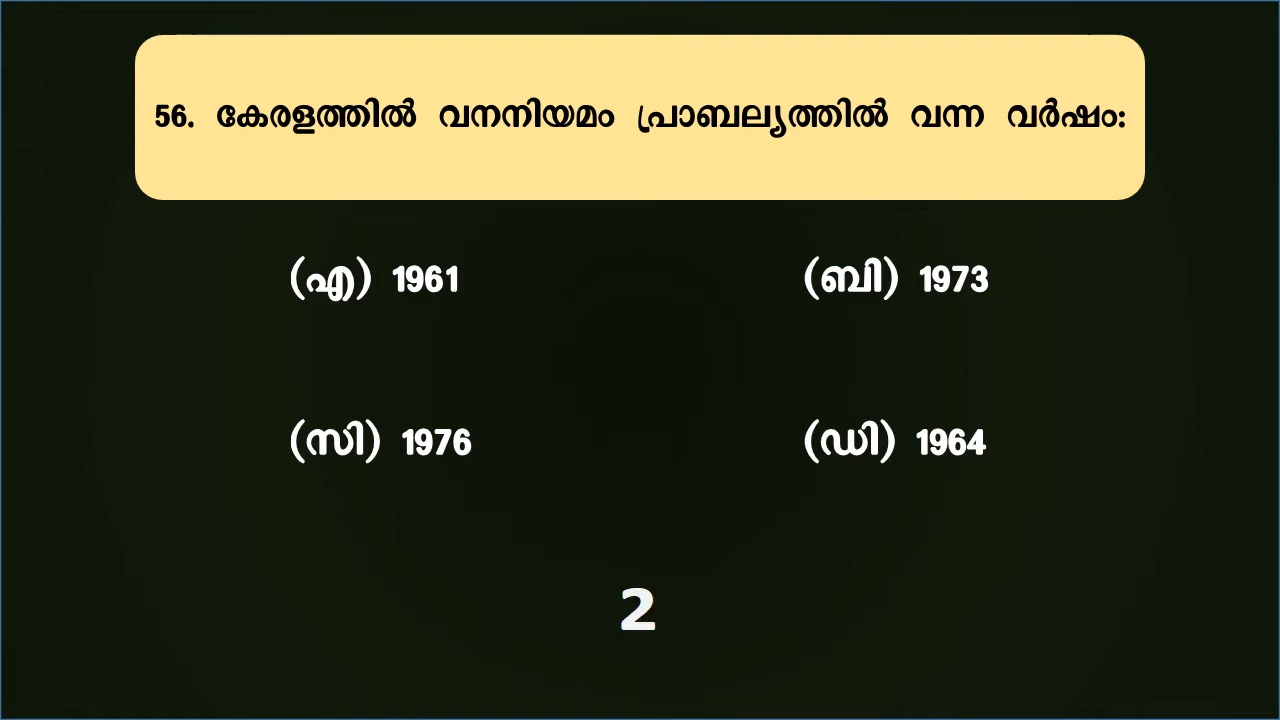 56. കേരളത്തിൽ വനനിയമം പ്രാബല്യത്തിൽ വന്ന വർഷം:
(എ) 1961
(ബി) 1973
(സി) 1976
(ഡി) 1964
2